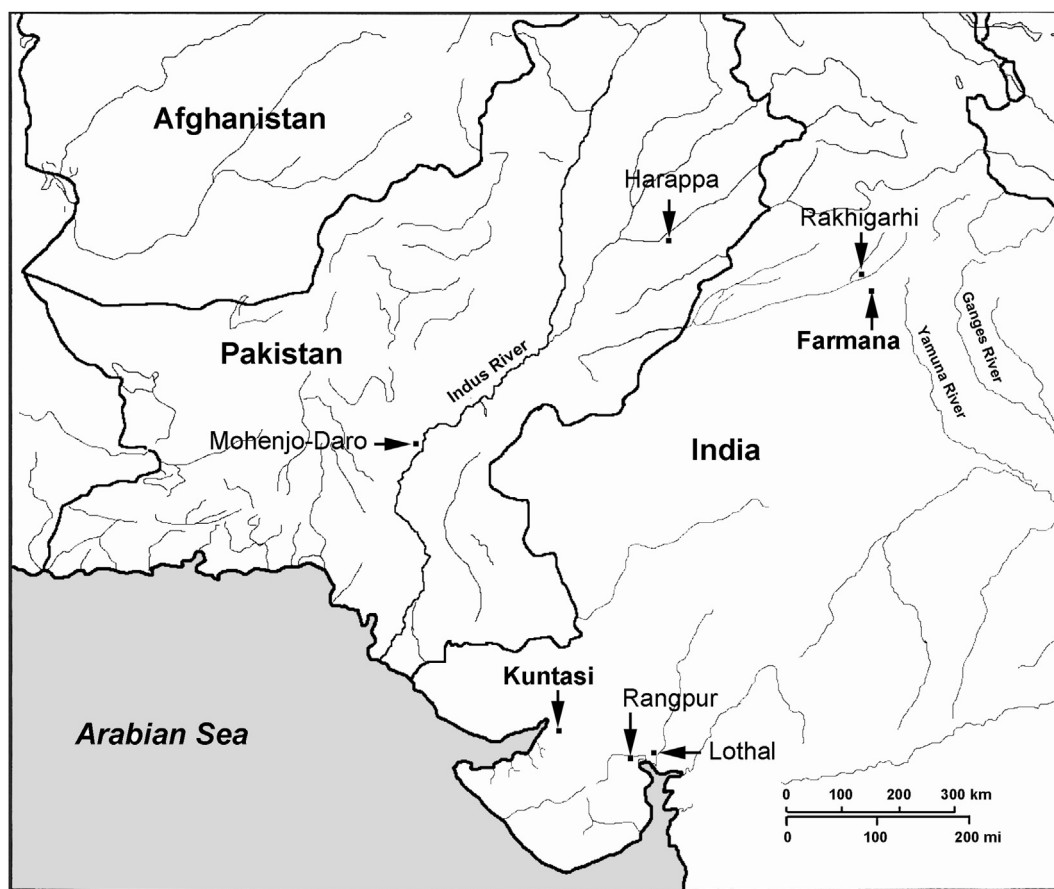 Afghanistan
Harappa
Rakhigarhi
Ganges River
Farmana
Pakistan
Indus River
Yamuna River
Mohenjo-Daro
India
Kuntasi
Rangpur
Arabian Sea
Lothal
0 100 200 300 km
0 100 200 mi